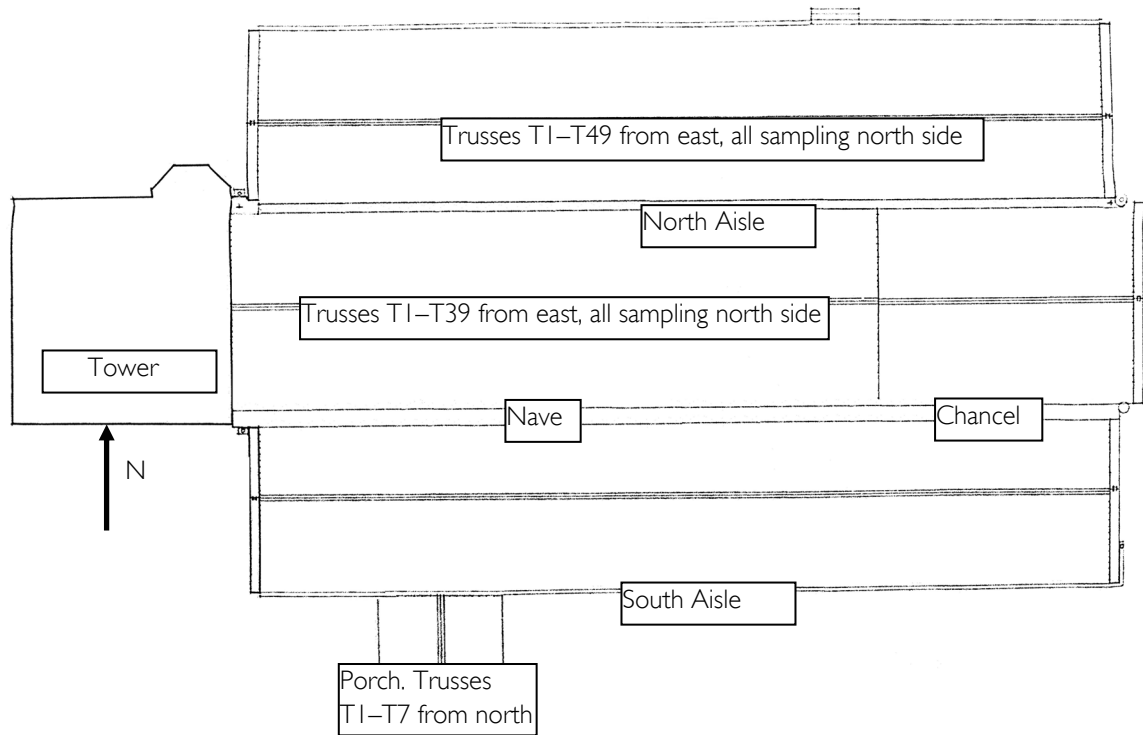 Trusses T1–T49 from east, all sampling north side
North Aisle
Trusses T1–T39 from east, all sampling north side
Tower
Nave
Chancel
N
South Aisle
Porch. Trusses
T1–T7 from north